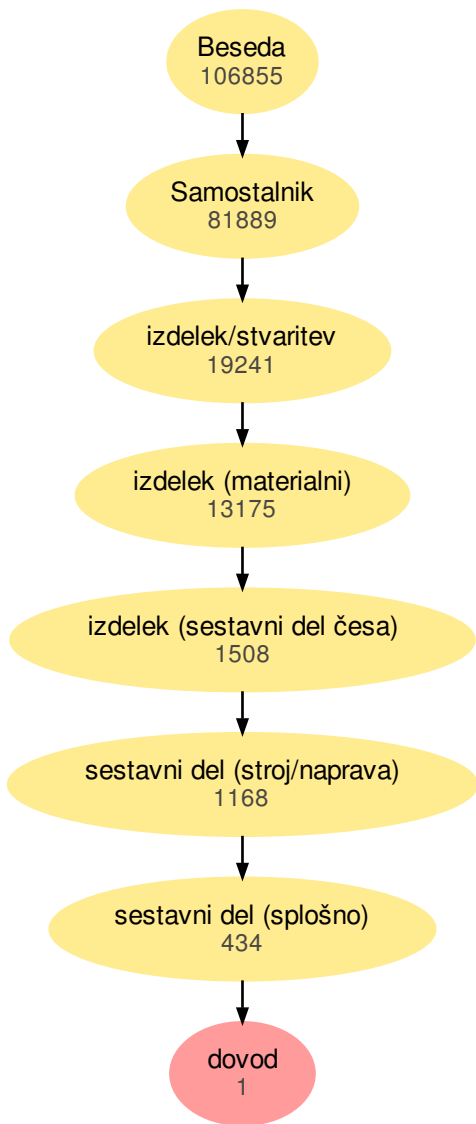 Beseda
106855
Samostalnik
81889
izdelek/stvaritev
19241
izdelek (materialni)
13175
izdelek (sestavni del česa)
1508
sestavni del (stroj/naprava)
1168
sestavni del (splošno)
434
dovod
1